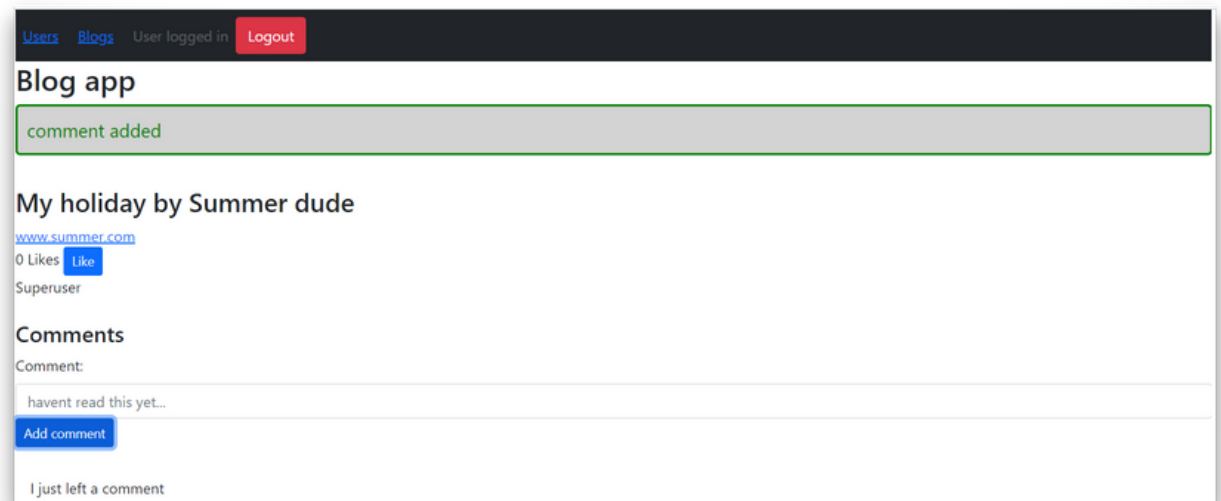 Users Blogs User logged in Logout
Blog app
comment added
My holiday by Summer dude
www.summer.com
0 Likes Like
Superuser
Comments
Comment:
havent read this yet...
Add comment
I just left a comment